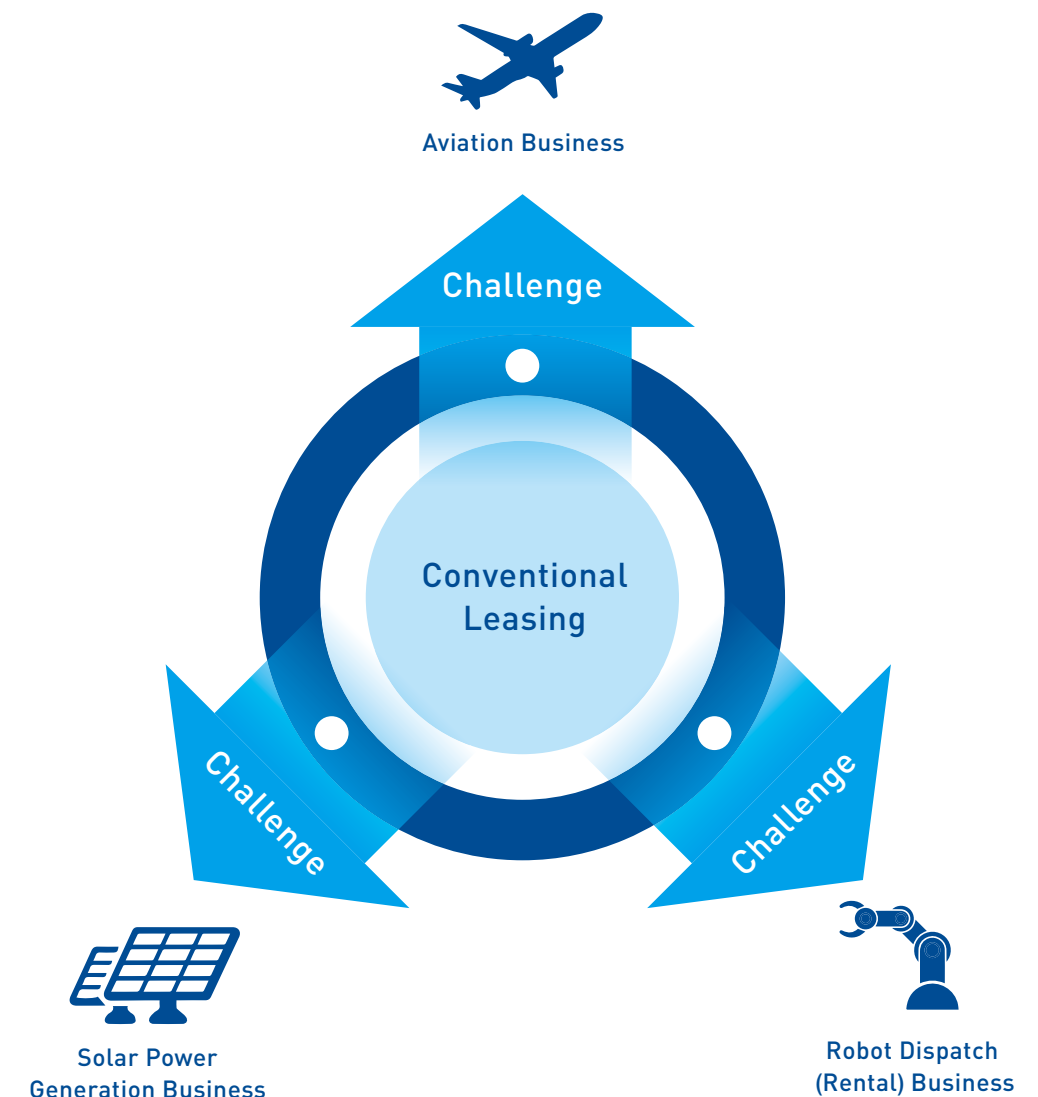 Aviation Business
Challenge
Conventional
Leasing
Challenge
Challenge
Solar Power
Generation Business
Robot Dispatch
(Rental) Business